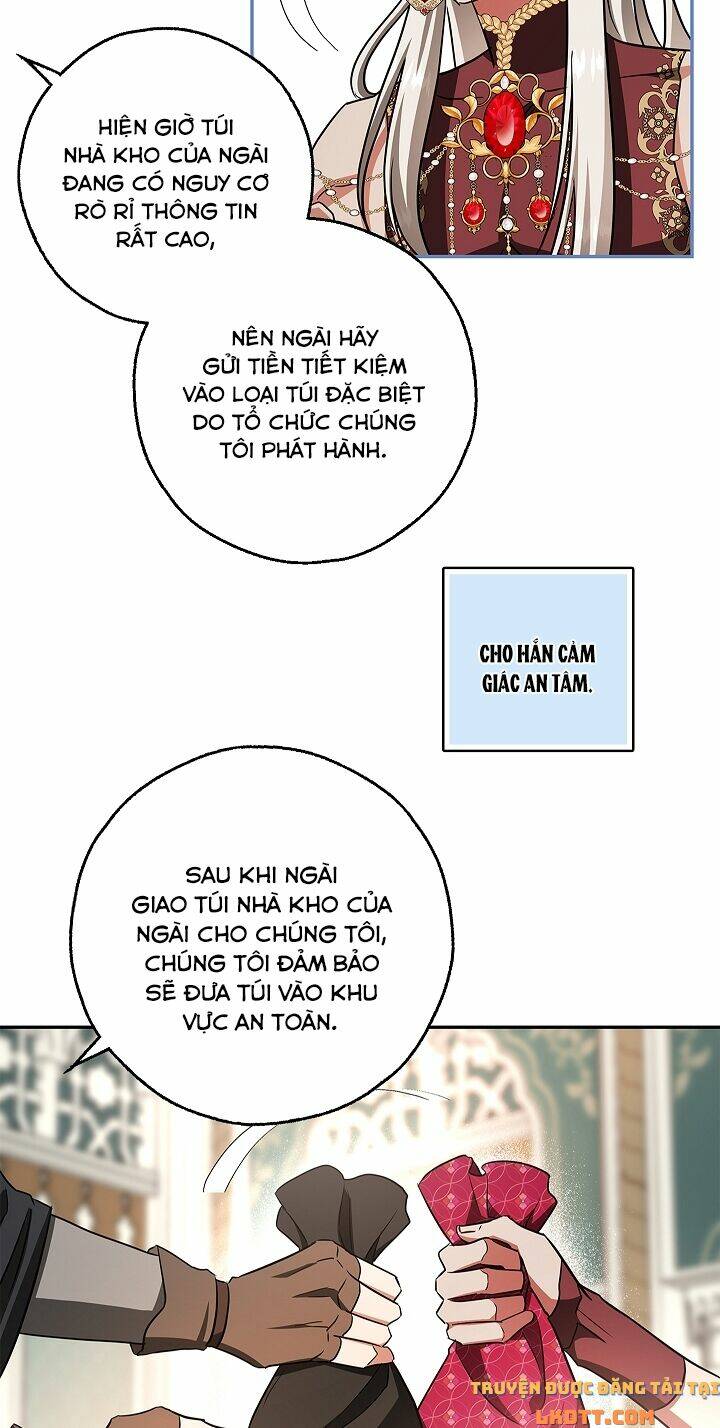 HIỆN GIỜ TÚI
NHÀ KHO CỦA NGÀI
ĐANG CÓ NGUY CƠ
RÒ RỈ THÔNG TIN
RẤT CAO,
NÊN NGÀI HÃY
GỬI TIỀN TIẾT KIỆM
VÀO LOẠI TÚI ĐẶC BIỆT
DO TỔ CHỨC CHÚNG
TÔI PHÁT HÀNH.
CHO HẮN CẢM
GIÁC AN TÂM.
SAU KHI NGÀI
GIAO TÚI NHÀ KHO CỦA
NGÀI CHO CHÚNG TÔI,
CHÚNG TÔI ĐẢM BẢO
SẼ ĐƯA TÚI VÀO KHU
VỰC AN TOÀN.
TRUYỆN ĐƯỢC ĐĂNG TẢI TẠI
LKDTT.COM